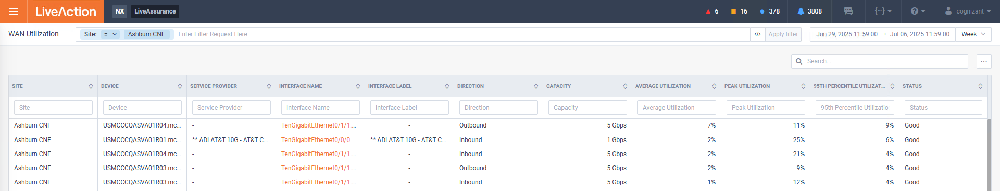 LiveAction NX LiveAssurance 6 16 378 3808 cognizant
WAN Utilization Site: = Ashburn CNF Enter Filter Request Here </> Apply filter Jun 29, 2025 11:59:00 → Jul 06, 2025 11:59:00 Week
Search... ...
SITE DEVICE SERVICE PROVIDER INTERFACE NAME INTERFACE LABEL DIRECTION CAPACITY AVERAGE UTILIZATION PEAK UTILIZATION 95TH PERCENTILE UTILIZAT... STATUS
Site Device Service Provider Interface Name Interface Label Direction Capacity Average Utilization Peak Utilization 95th Percentile Utilization Status
Ashburn CNF USMCCCQASVA01R04.mc... - TenGigabitEthernet0/1/1.... - Outbound 5 Gbps 7% 11% 9% Good
Ashburn CNF USMCCCQASVA01R01.mc... ** ADI AT&T 10G - AT&T C... TenGigabitEthernet0/0/0 ** ADI AT&T 10G - AT&T C... Inbound 1 Gbps 2% 25% 6% Good
Ashburn CNF USMCCCQASVA01R04.mc... - TenGigabitEthernet0/1/1.... - Inbound 5 Gbps 2% 21% 4% Good
Ashburn CNF USMCCCQASVA01R03.mc... - TenGigabitEthernet0/1/1.... - Outbound 5 Gbps 2% 9% 4% Good
Ashburn CNF USMCCCQASVA01R03.mc... - TenGigabitEthernet0/1/1.... - Inbound 5 Gbps 1% 12% 4% Good